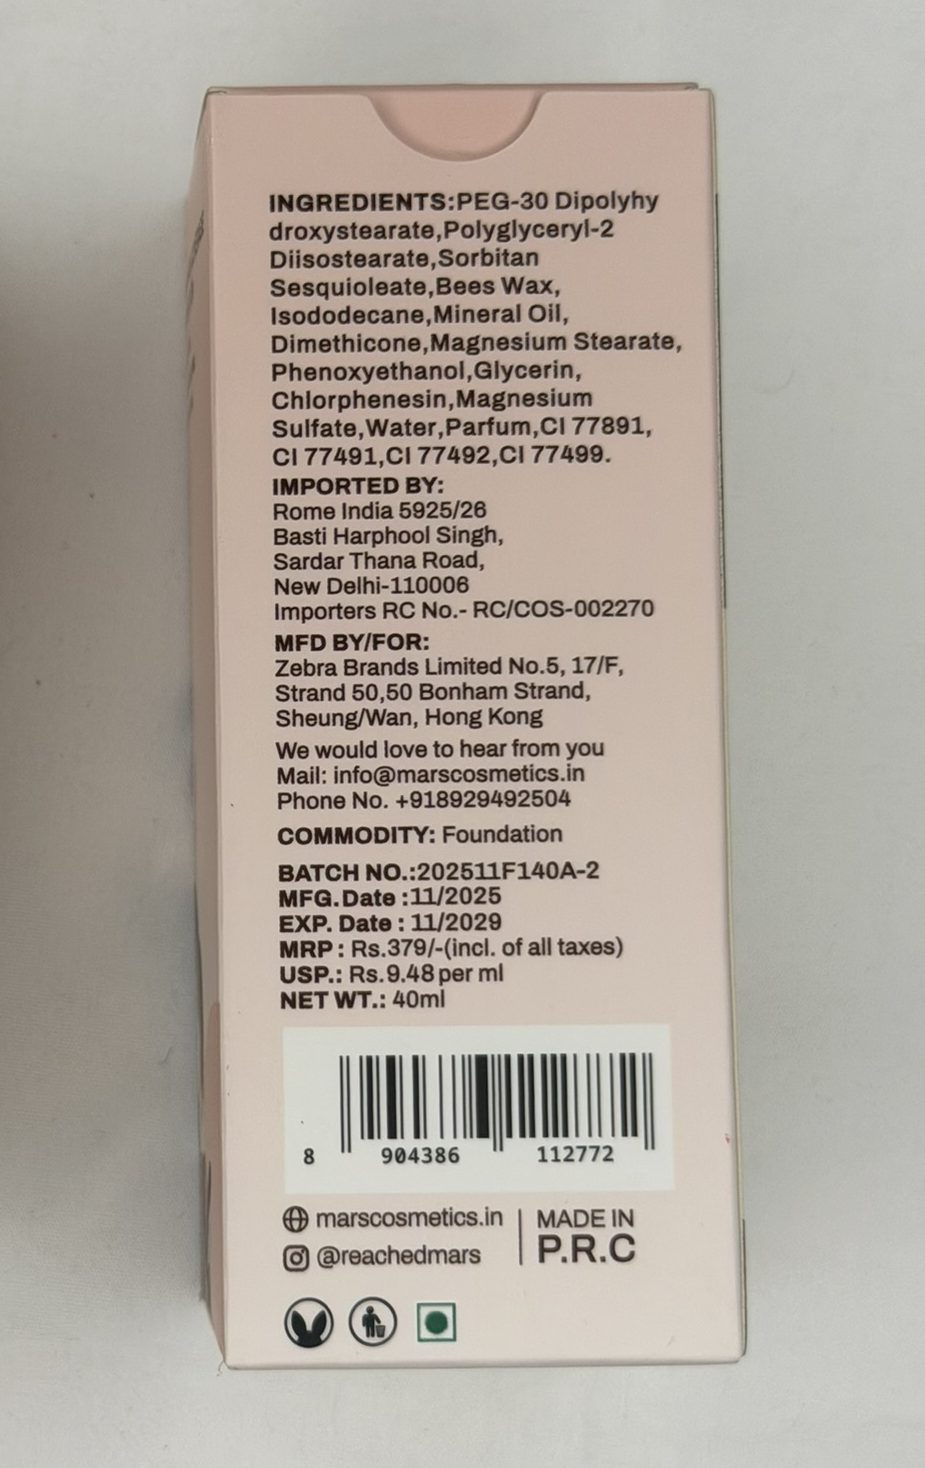 INGREDIENTS:PEG-30 Dipolyhy
droxystearate,Polyglyceryl-2
Diisostearate,Sorbitan
Sesquioleate,Bees Wax,
Isododecane,Mineral Oil,
Dimethicone,Magnesium Stearate,
Phenoxyethanol,Glycerin,
Chlorphenesin,Magnesium
Sulfate,Water,Parfum,CI 77891,
CI 77491,CI 77492,CI 77499.
IMPORTED BY:
Rome India 5925/26
Basti Harphool Singh,
Sardar Thana Road,
New Delhi-110006
Importers RC No.- RC/COS-002270
MFD BY/FOR:
Zebra Brands Limited No.5, 17/F,
Strand 50,50 Bonham Strand,
Sheung/Wan, Hong Kong
We would love to hear from you
Mail: info@marscosmetics.in
Phone No. +918929492504
COMMODITY: Foundation
BATCH NO.:202511F140A-2
MFG.Date :11/2025
EXP. Date : 11/2029
MRP : Rs.379/-(incl. of all taxes)
USP.: Rs.9.48 per ml
NET WT.: 40ml
8 904386 112772
marscosmetics.in
@reachedmars
MADE IN
P.R.C